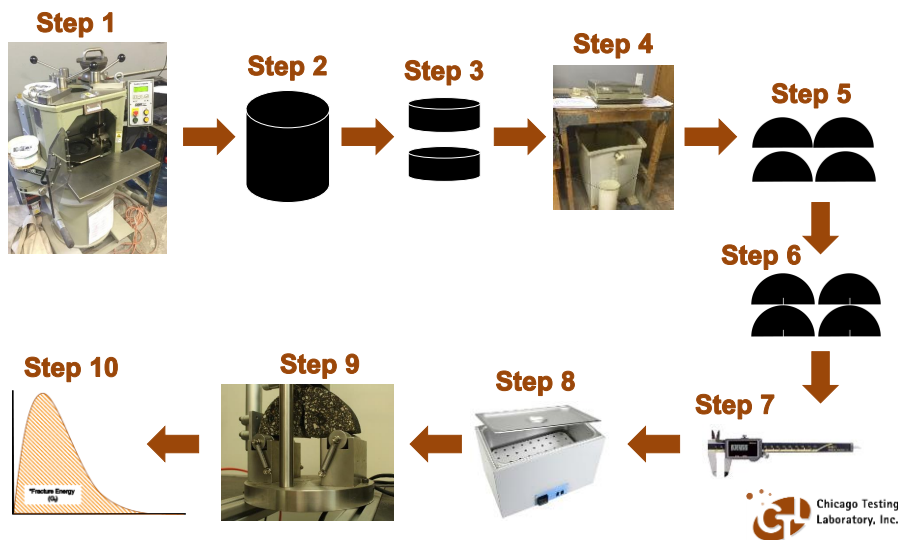 Step 1
Step 2
Step 3
Step 4
Step 5
Step 6
Step 7
Step 8
Step 9
Step 10
"Fracture Energy
Chicago Testing
Laboratory, Inc.